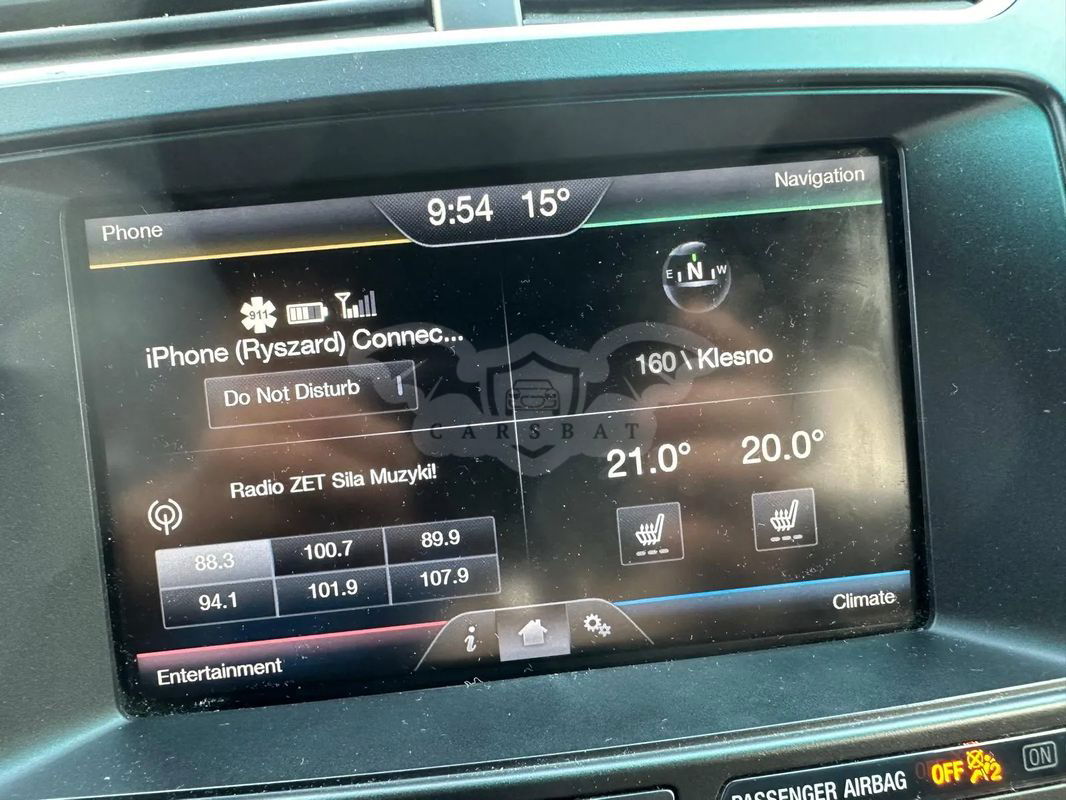 Phone
9:54 15°
Navigation
911
E N W
iPhone (Ryszard) Connec...
160 \ Klesno
Do Not Disturb
CARSBAT
21.0° 20.0°
Radio ZET Sila Muzyki!
88.3 100.7 89.9
94.1 101.9 107.9
i
Climate
Entertainment
PASSENGER AIRBAG OFF 2 ON